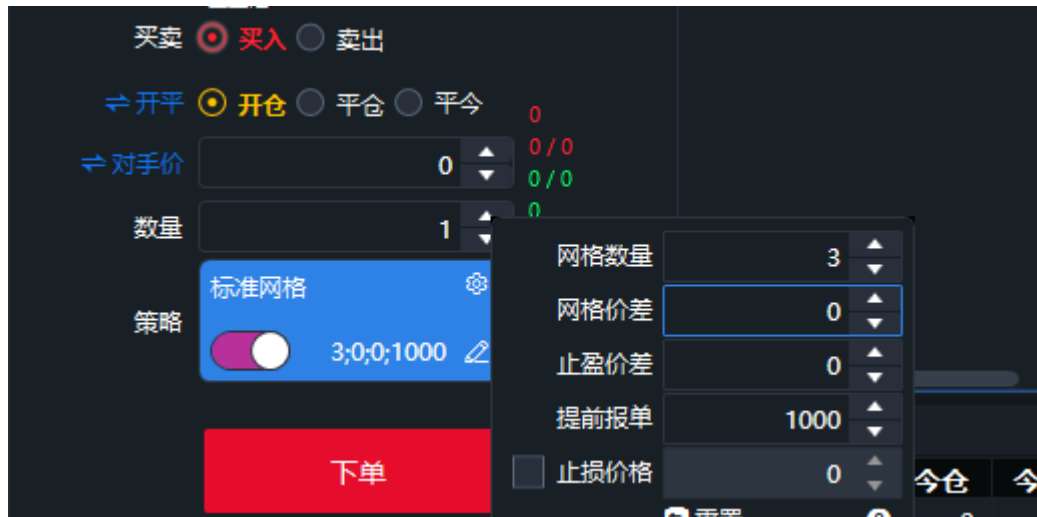 买卖 买入 卖出
⇌开平 开仓 平仓 平今
0
⇌对手价 0 0 / 0
0 / 0
数量 1 0
网格数量 3
标准网格
网格价差 0
策略
3;0;0;1000
止盈价差 0
提前报单 1000
下单
止损价格 0
今仓 今
重置